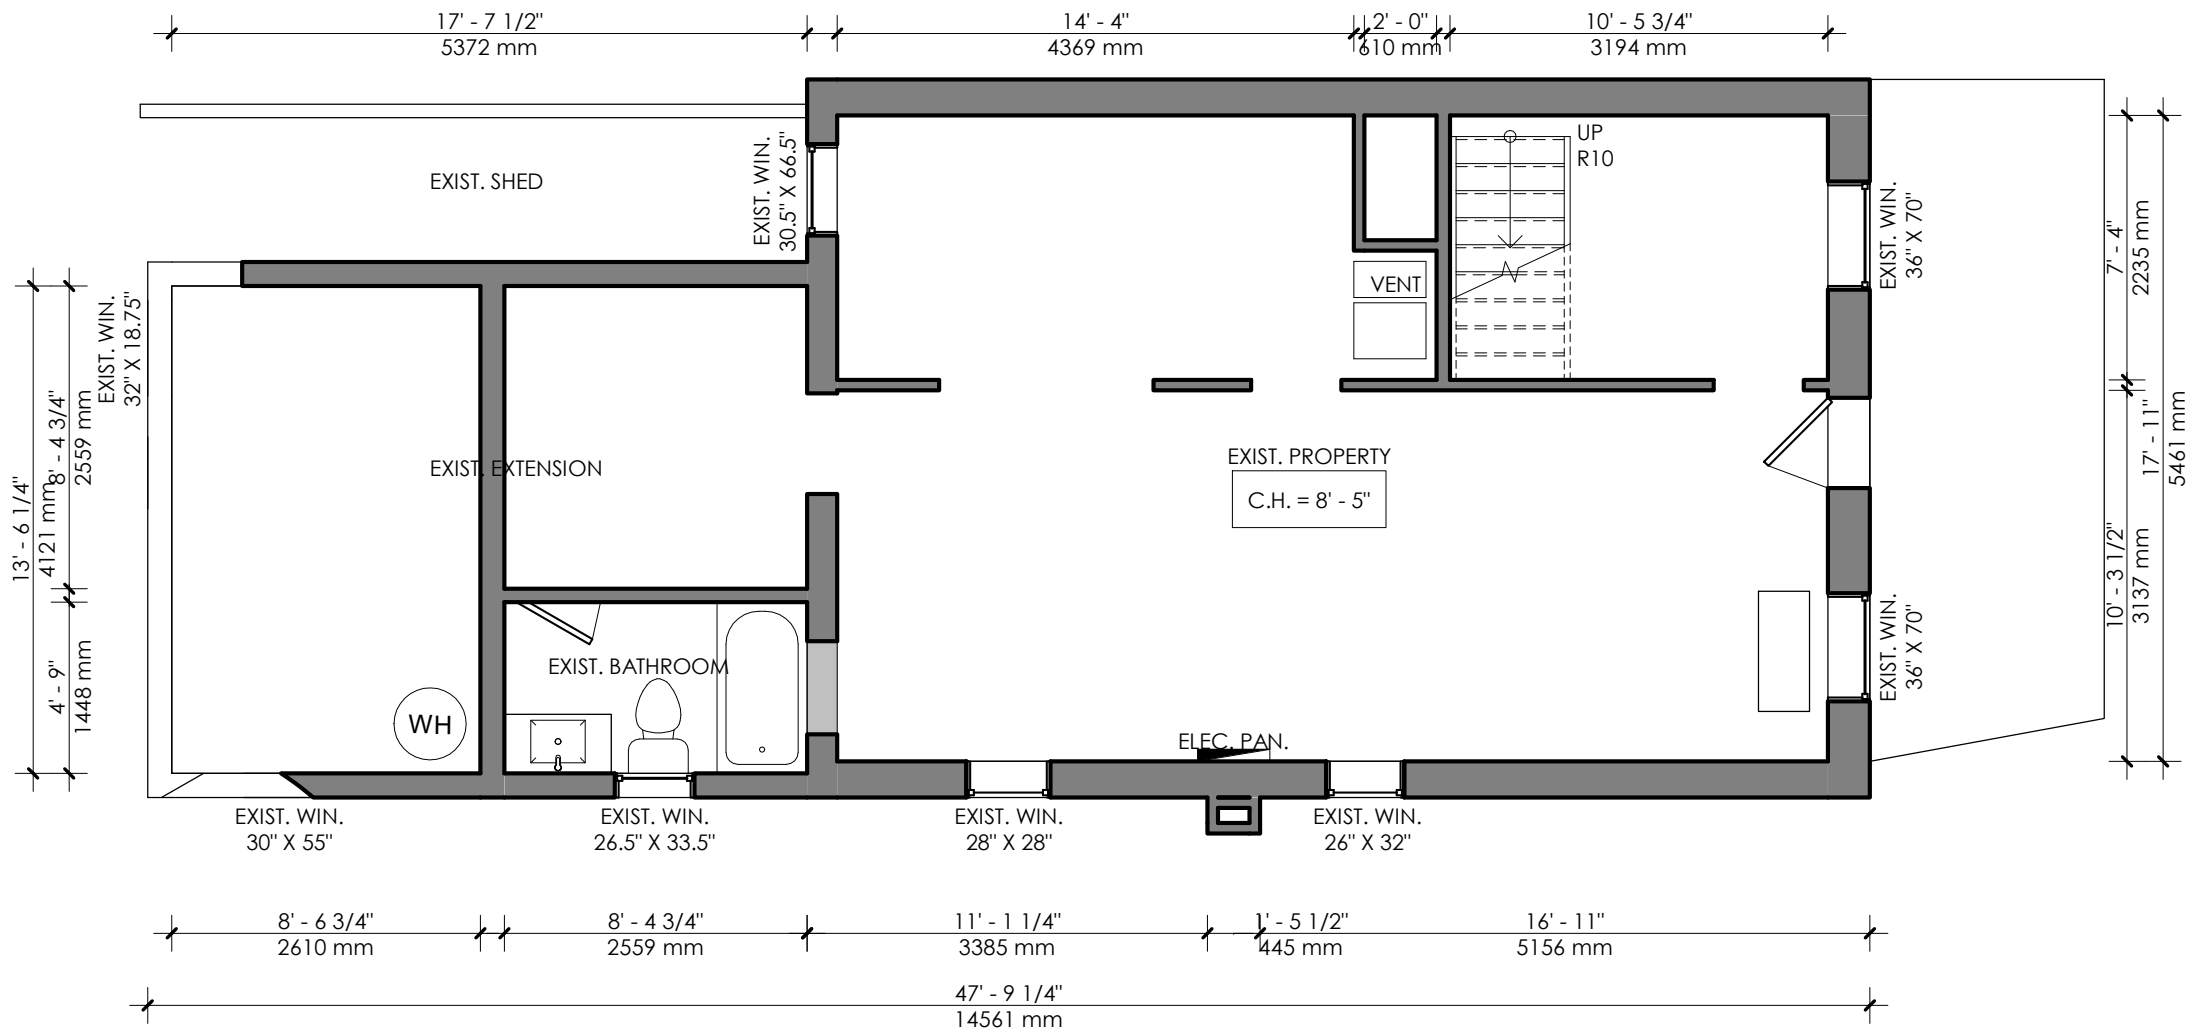 17' - 7 1/2"
5372 mm
14' - 4"
4369 mm
2' - 0"
610 mm
10' - 5 3/4"
3194 mm
EXIST. SHED
EXIST. WIN.
30.5" X 66.5"
UP
R10
VENT
EXIST. WIN.
36" X 70"
7' - 4"
2235 mm
17' - 11"
5461 mm
10' - 3 1/2"
3137 mm
EXIST. WIN.
32" X 18.75"
13' - 6 1/4"
4121 mm
8' - 4 3/4"
2559 mm
4' - 9"
1448 mm
EXIST. EXTENSION
EXIST. PROPERTY
C.H. = 8' - 5"
EXIST. BATHROOM
WH
EXIST. WIN.
36" X 70"
ELEC. PAN.
EXIST. WIN.
30" X 55"
EXIST. WIN.
26.5" X 33.5"
EXIST. WIN.
28" X 28"
EXIST. WIN.
26" X 32"
8' - 6 3/4"
2610 mm
8' - 4 3/4"
2559 mm
11' - 1 1/4"
3385 mm
1' - 5 1/2"
445 mm
16' - 11"
5156 mm
47' - 9 1/4"
14561 mm